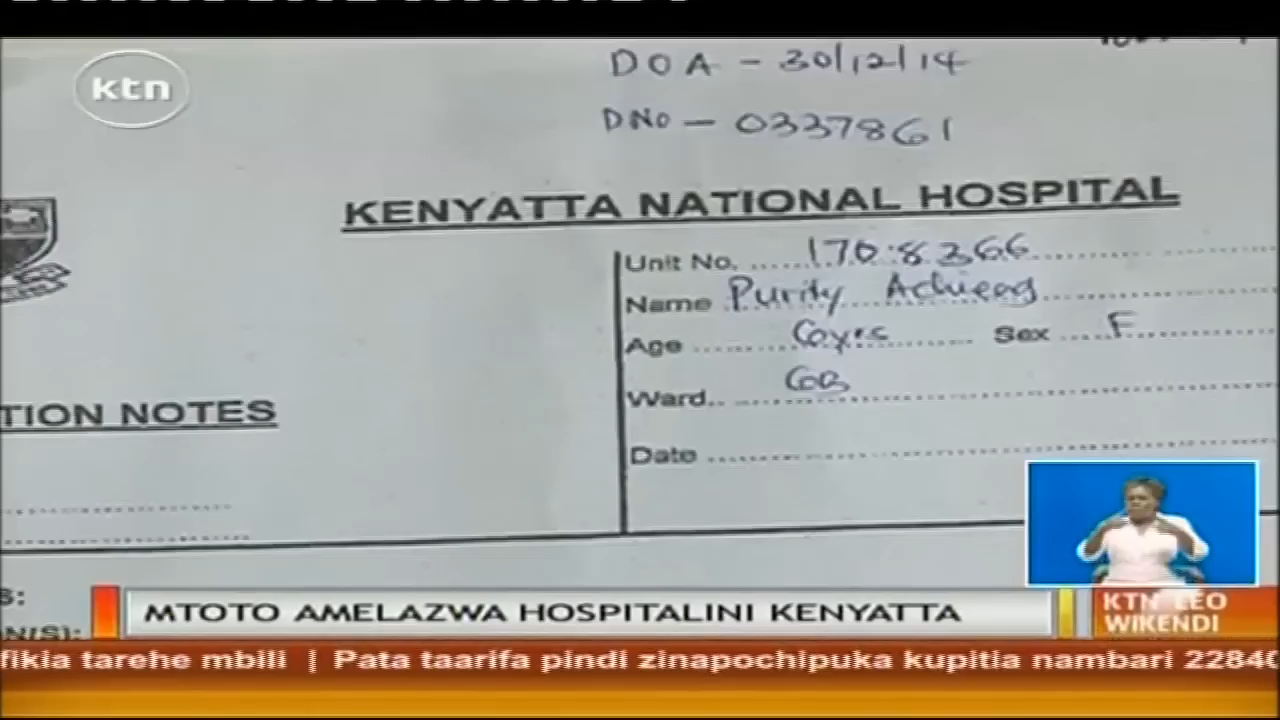 ktn
DOA - 30/12/14
DNO - 0337861
KENYATTA NATIONAL HOSPITAL
Unit No. 1708366
Name Purity Achieng
Age 6yrs Sex F
Ward.. 6B
TION NOTES
Date
S:
N(S):
MTOTO AMELAZWA HOSPITALINI KENYATTA
KTN LEO
WIKENDI
fikia tarehe mbili | Pata taarifa pindi zinapochipuka kupitia nambari 22840